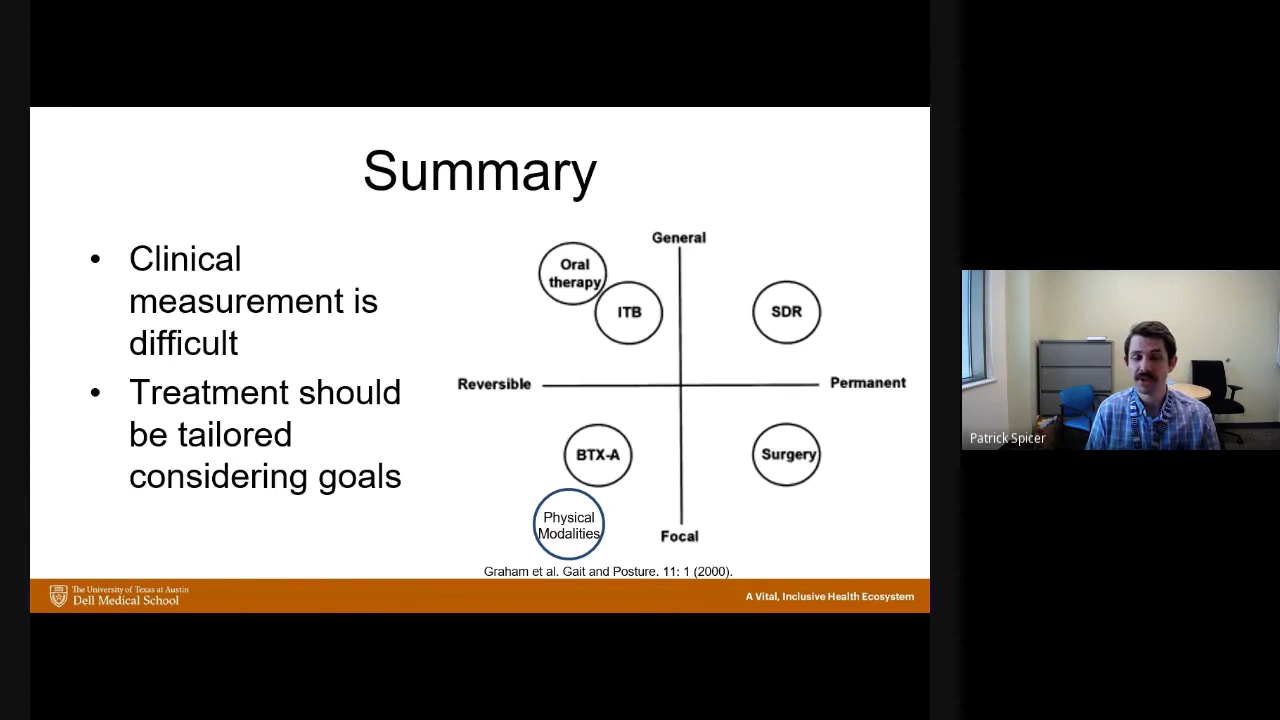 Summary
• Clinical
measurement is
difficult
• Treatment should
be tailored
considering goals
General
Oral
therapy
ITB
SDR
Reversible
Permanent
BTX-A
Surgery
Physical
Modalities
Focal
Graham et al. Gait and Posture. 11: 1 (2000).
The University of Texas at Austin
Dell Medical School
A Vital, Inclusive Health Ecosystem
Patrick Spicer